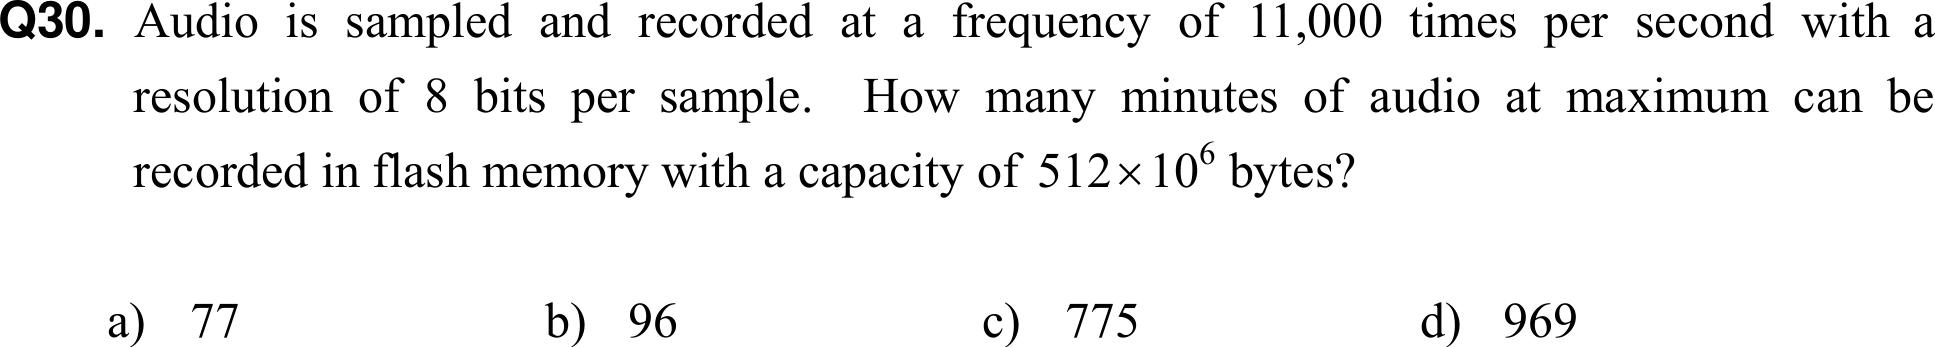 Q30. Audio is sampled and recorded at a frequency of 11,000 times per second with a
resolution of 8 bits per sample. How many minutes of audio at maximum can be
recorded in flash memory with a capacity of 512×10⁶ bytes?
a) 77 b) 96 c) 775 d) 969